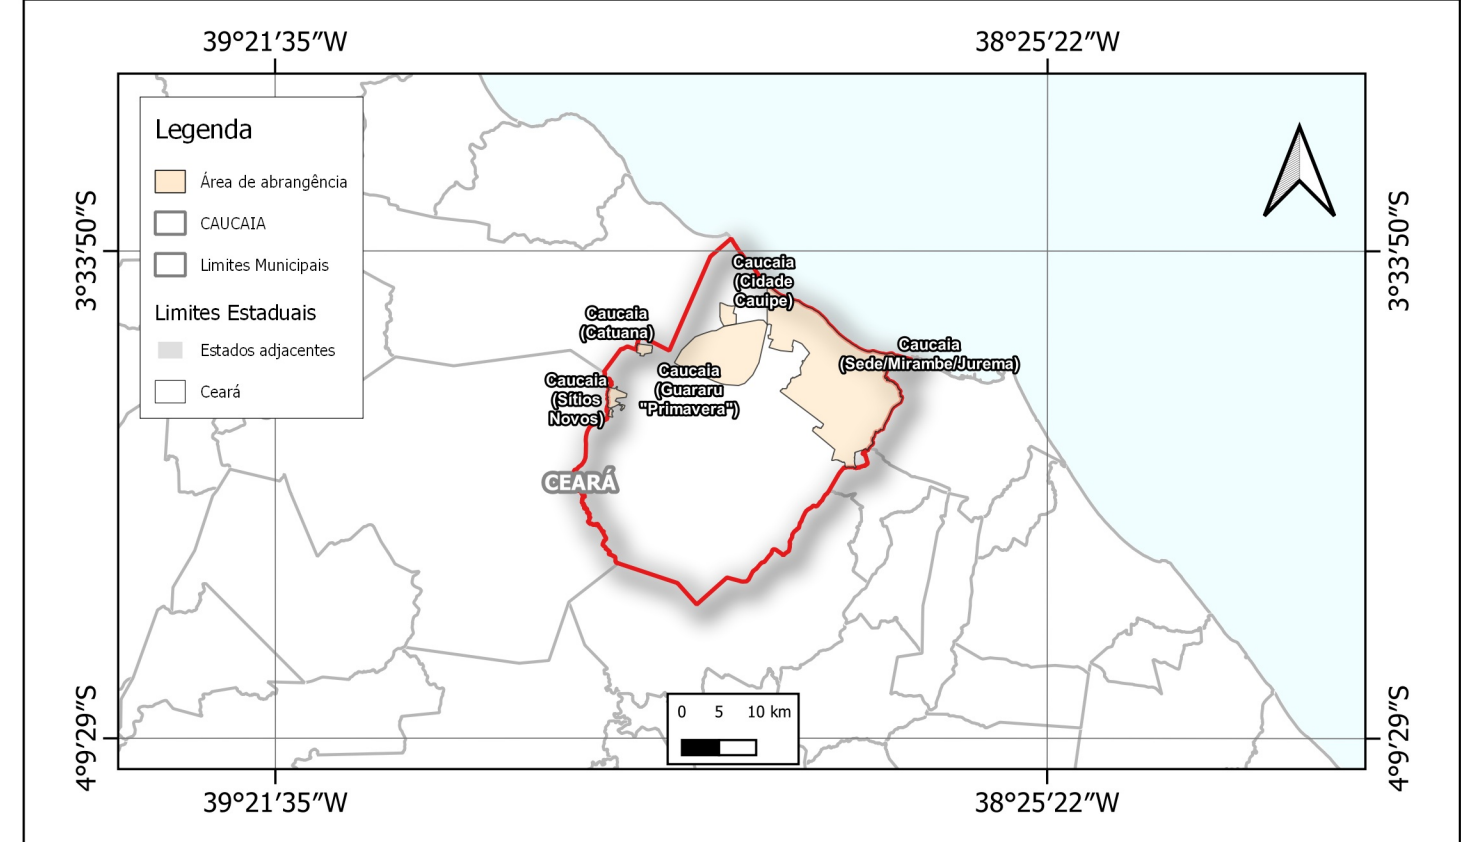 39°21′35″W
38°25′22″W
Legenda
Área de abrangência
CAUCAIA
Limites Municipais
Limites Estaduais
Estados adjacentes
Ceará
3°33′50″S
3°33′50″S
Caucaia
(Cidade
Cauipe)
Caucaia
(Catuana)
Caucaia
(Sede/Mirambe/Jurema)
Caucaia
(Guararu
"Primavera")
Caucaia
(Sítios
Novos)
CEARÁ
0 5 10 km
4°9′29″S
4°9′29″S
39°21′35″W
38°25′22″W